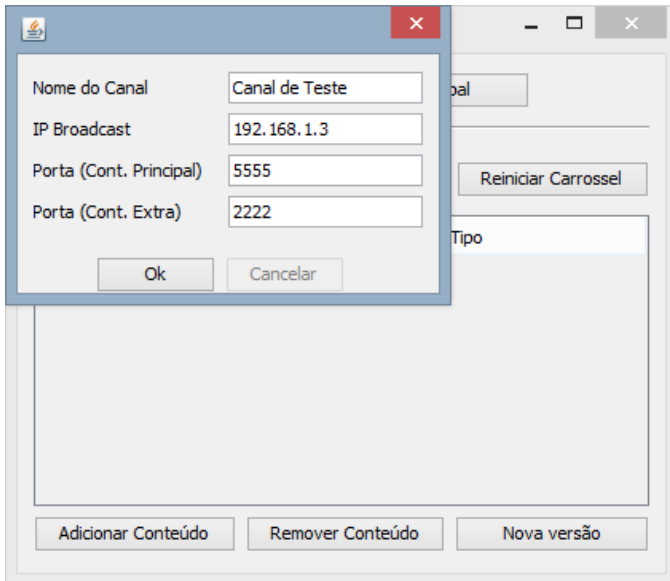 Nome do Canal Canal de Teste
IP Broadcast 192.168.1.3
Porta (Cont. Principal) 5555
Porta (Cont. Extra) 2222
Ok Cancelar
Reiniciar Carrossel
Tipo
Adicionar Conteúdo Remover Conteúdo Nova versão